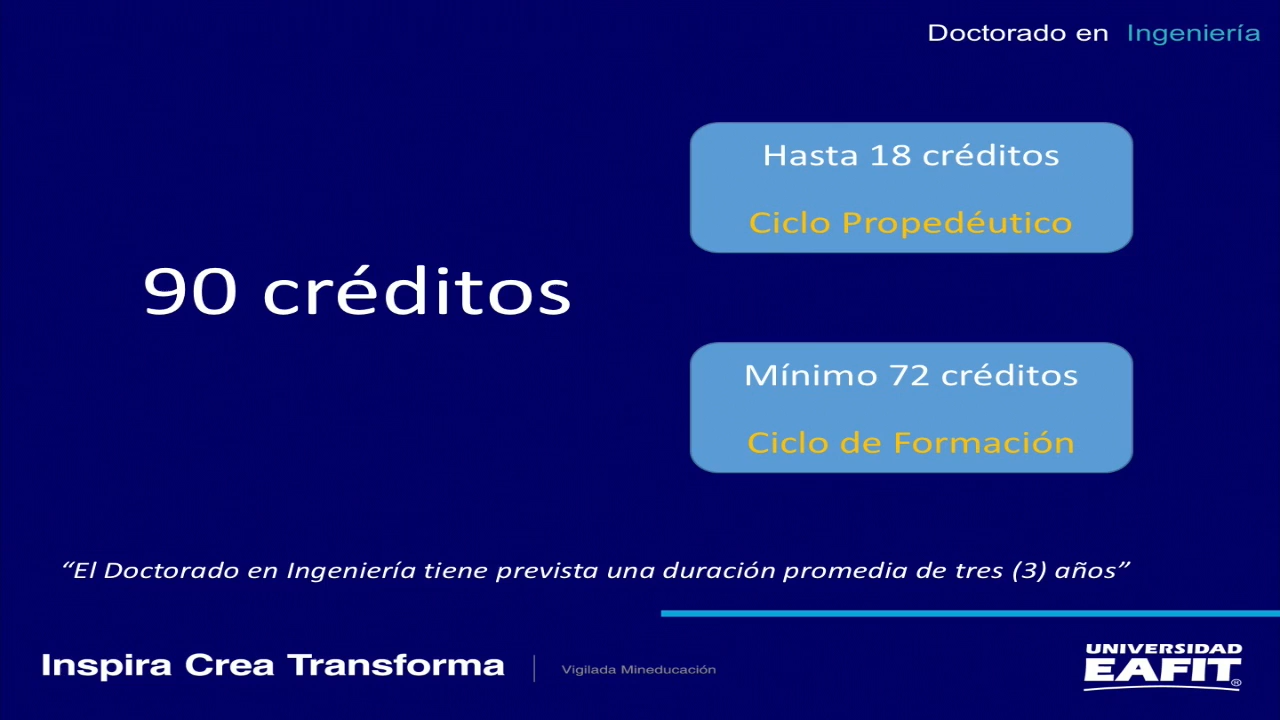 Doctorado en Ingeniería
Hasta 18 créditos
Ciclo Propedéutico
90 créditos
Mínimo 72 créditos
Ciclo de Formación
“El Doctorado en Ingeniería tiene prevista una duración promedia de tres (3) años”
Inspira Crea Transforma
Vigilada Mineducación
UNIVERSIDAD
EAFIT®